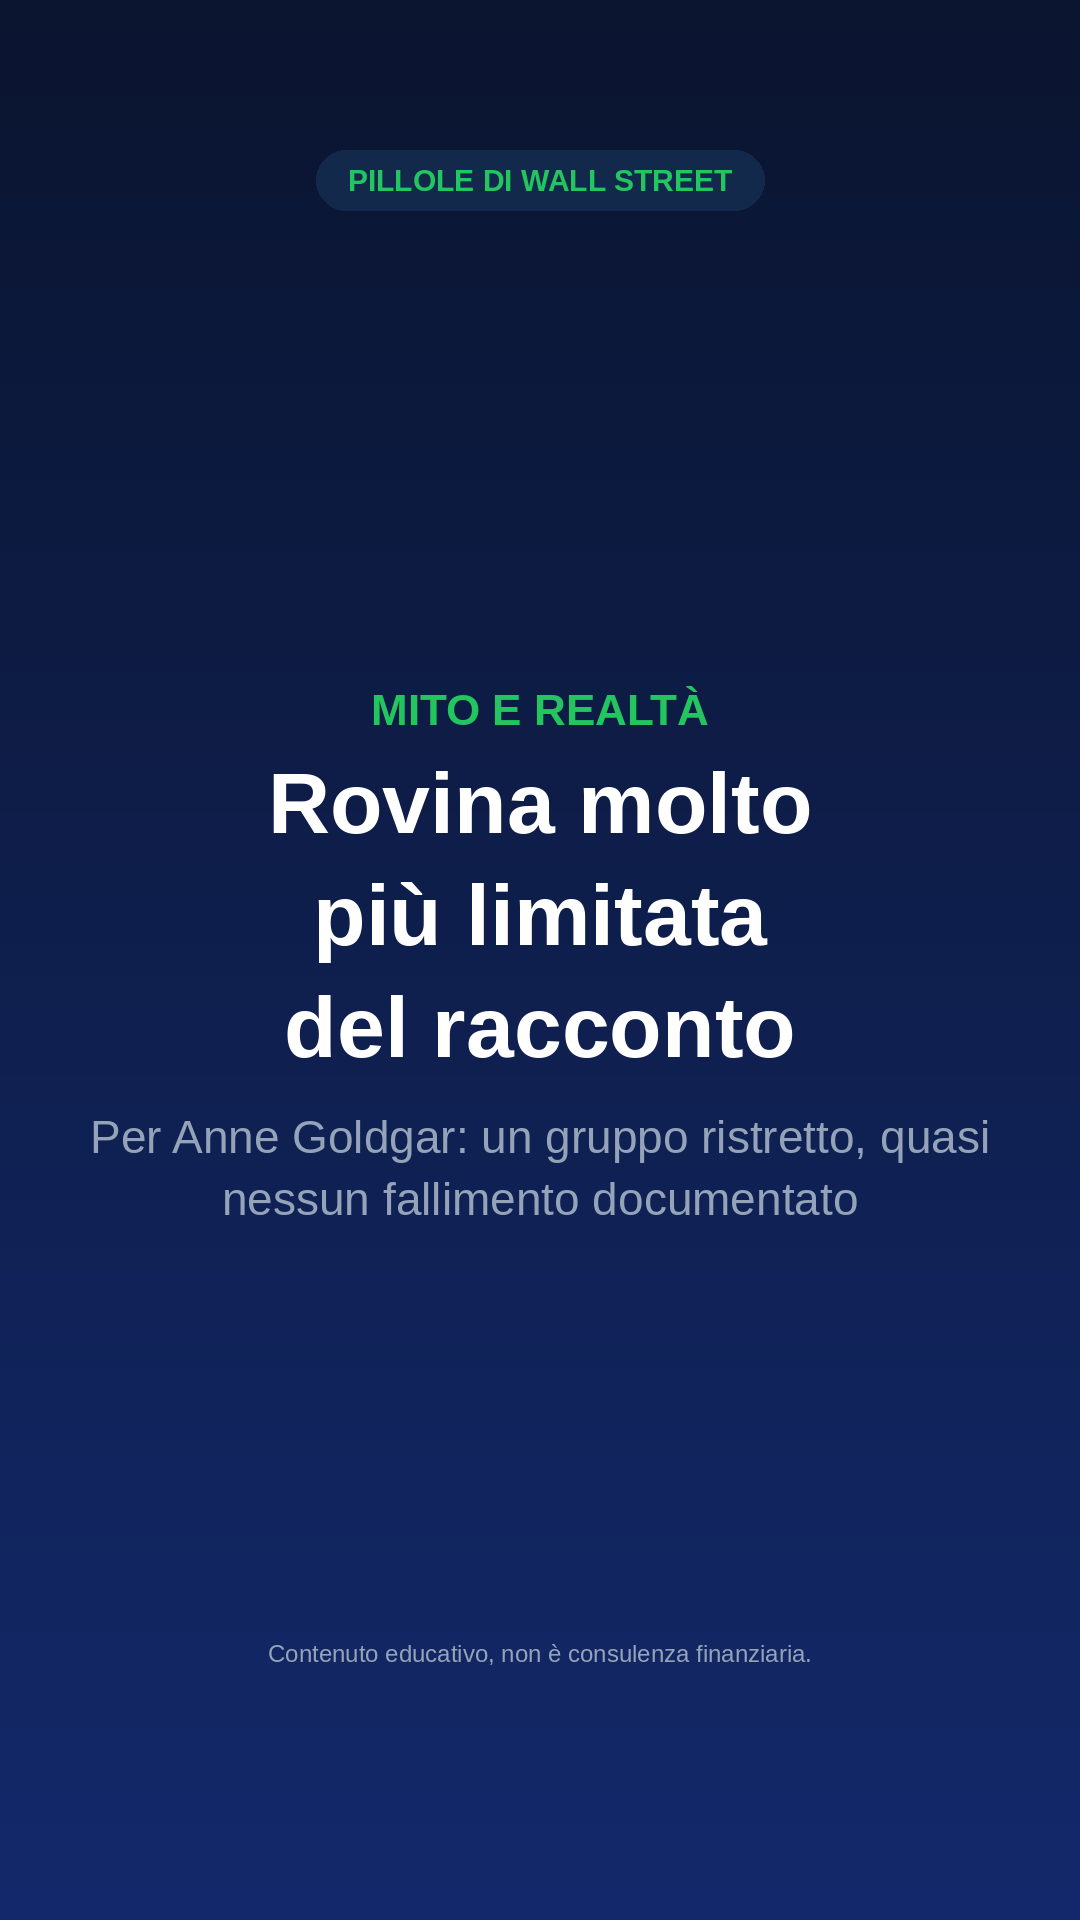 PILLOLE DI WALL STREET
MITO E REALTÀ
Rovina molto
più limitata
del racconto
Per Anne Goldgar: un gruppo ristretto, quasi
nessun fallimento documentato
Contenuto educativo, non è consulenza finanziaria.